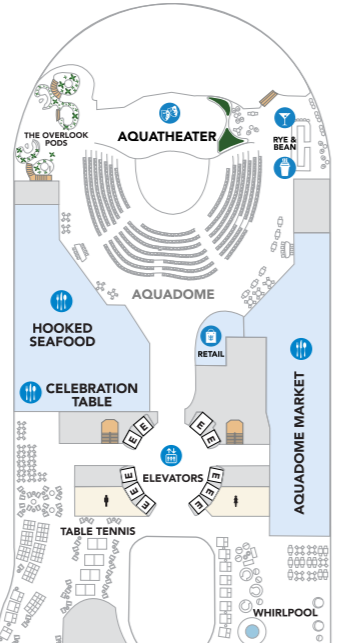 THE OVERLOOK
PODS
AQUATHEATER
RYE &
BEAN
AQUADOME
HOOKED
SEAFOOD
RETAIL
CELEBRATION
TABLE
AQUADOME MARKET
E E E E
ELEVATORS
E E E E E E
TABLE TENNIS
WHIRLPOOL